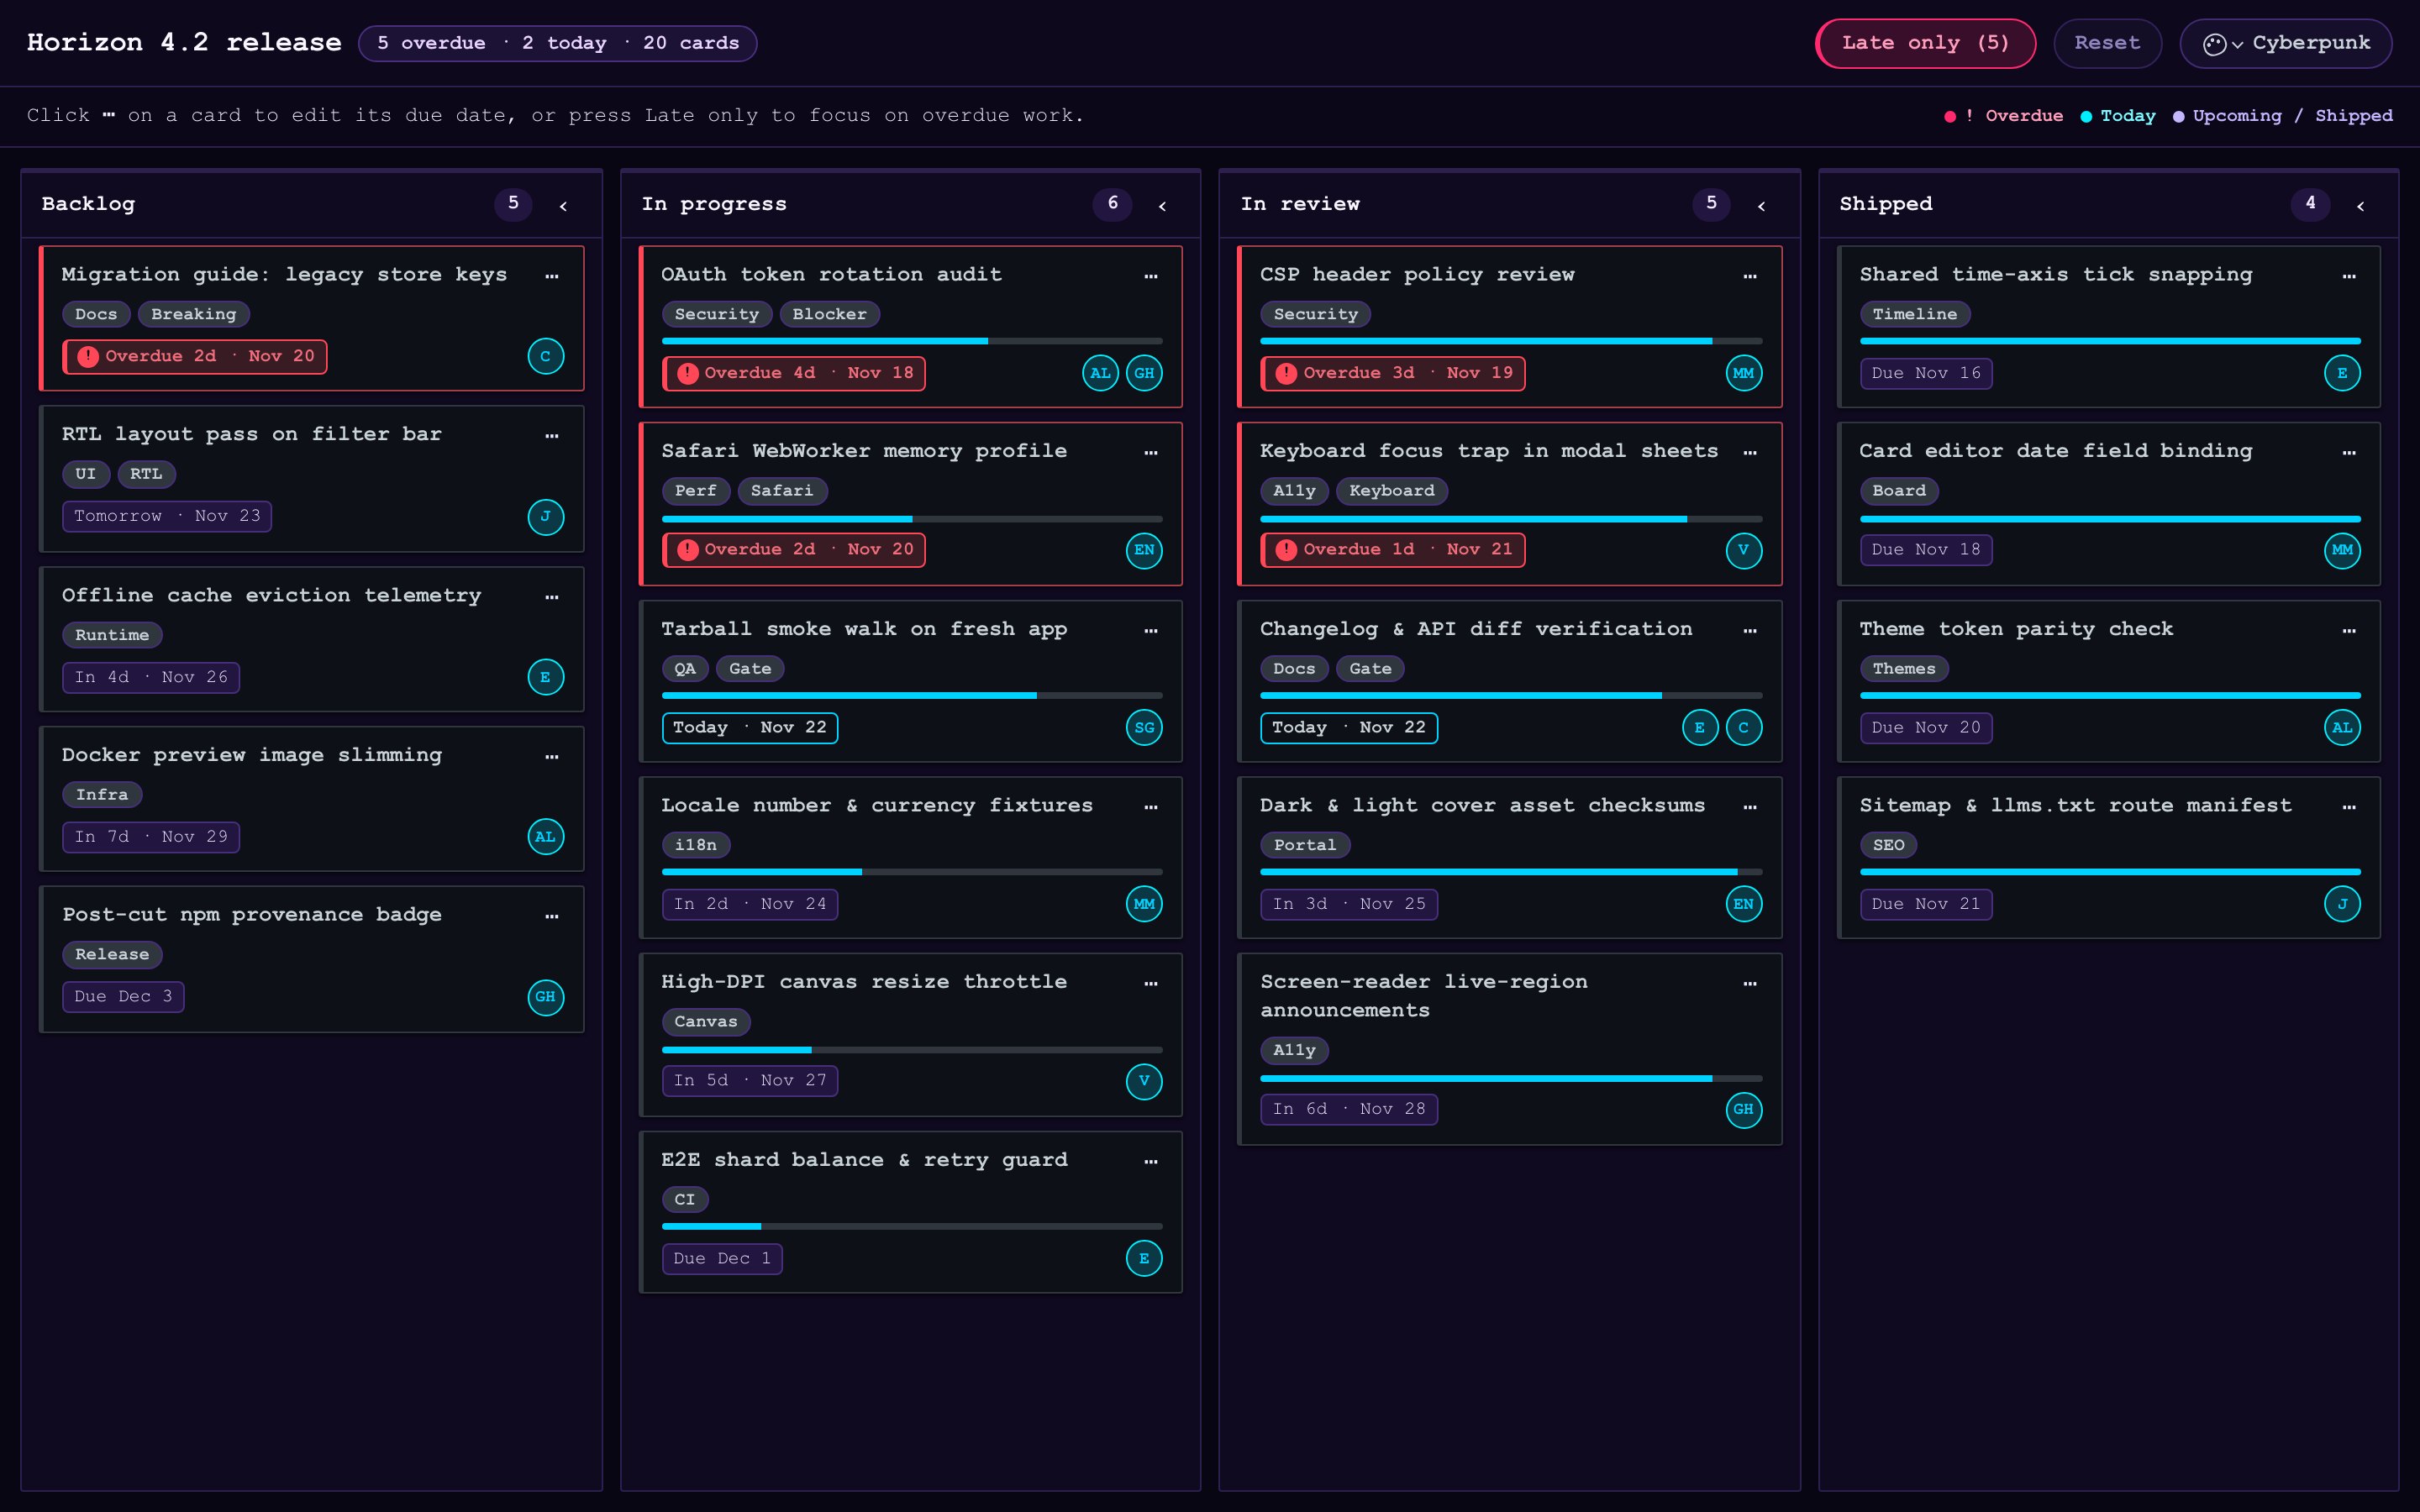 Horizon 4.2 release
5 overdue · 2 today · 20 cards
Late only (5)
Reset
Cyberpunk
Click ⋯ on a card to edit its due date, or press Late only to focus on overdue work.
! Overdue
Today
Upcoming / Shipped
Backlog
5
Migration guide: legacy store keys
Docs
Breaking
! Overdue 2d · Nov 20
C
RTL layout pass on filter bar
UI
RTL
Tomorrow · Nov 23
J
Offline cache eviction telemetry
Runtime
In 4d · Nov 26
E
Docker preview image slimming
Infra
In 7d · Nov 29
AL
Post-cut npm provenance badge
Release
Due Dec 3
GH
In progress
6
OAuth token rotation audit
Security
Blocker
! Overdue 4d · Nov 18
AL
GH
Safari WebWorker memory profile
Perf
Safari
! Overdue 2d · Nov 20
EN
Tarball smoke walk on fresh app
QA
Gate
Today · Nov 22
SG
Locale number & currency fixtures
i18n
In 2d · Nov 24
MM
High-DPI canvas resize throttle
Canvas
In 5d · Nov 27
V
E2E shard balance & retry guard
CI
Due Dec 1
E
In review
5
CSP header policy review
Security
! Overdue 3d · Nov 19
MM
Keyboard focus trap in modal sheets
A11y
Keyboard
! Overdue 1d · Nov 21
V
Changelog & API diff verification
Docs
Gate
Today · Nov 22
E
C
Dark & light cover asset checksums
Portal
In 3d · Nov 25
EN
Screen-reader live-region
announcements
A11y
In 6d · Nov 28
GH
Shipped
4
Shared time-axis tick snapping
Timeline
Due Nov 16
E
Card editor date field binding
Board
Due Nov 18
MM
Theme token parity check
Themes
Due Nov 20
AL
Sitemap & llms.txt route manifest
SEO
Due Nov 21
J